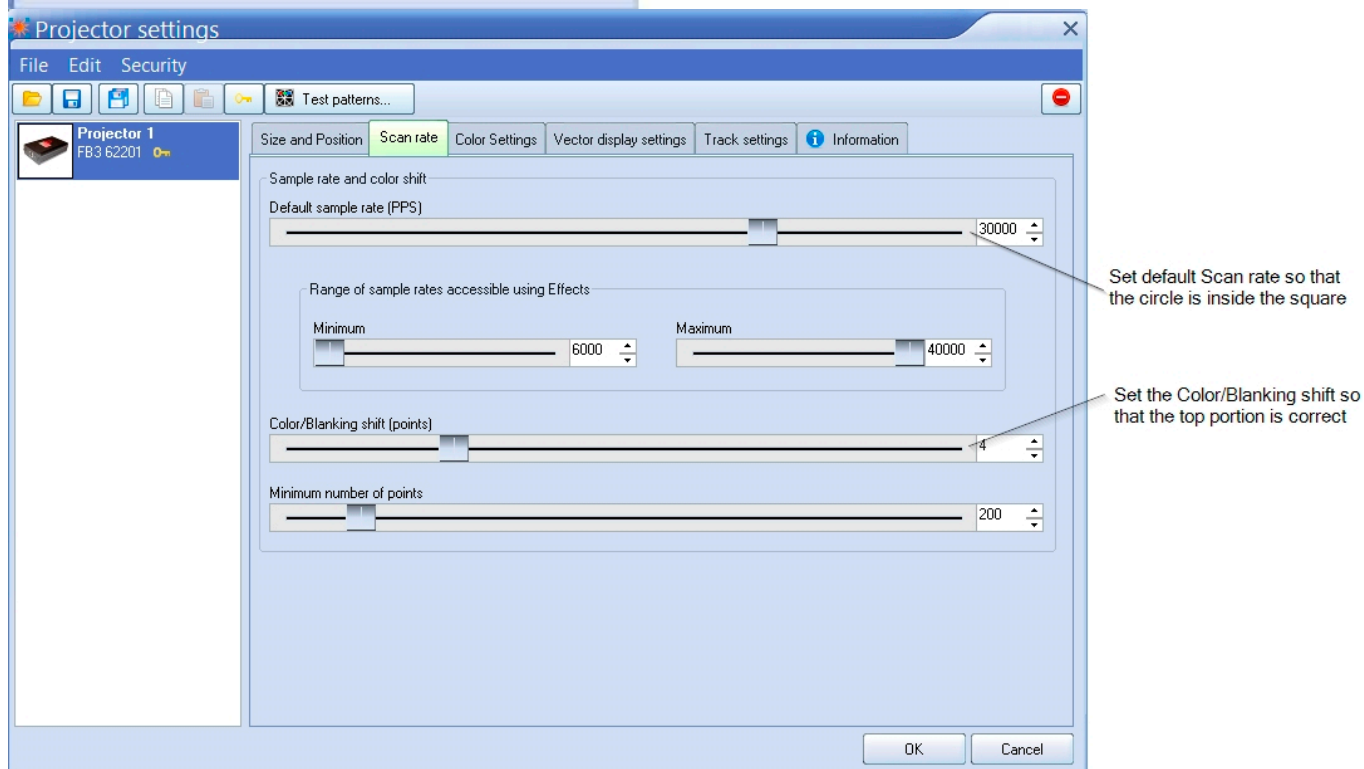 Projector settings
File Edit Security
Test patterns...
Projector 1
FB3 62201
Size and Position Scan rate Color Settings Vector display settings Track settings Information
Sample rate and color shift
Default sample rate (PPS)
30000
Set default Scan rate so that
the circle is inside the square
Range of sample rates accessible using Effects
Minimum Maximum
6000 40000
Set the Color/Blanking shift so
that the top portion is correct
Color/Blanking shift (points)
4
Minimum number of points
200
OK Cancel